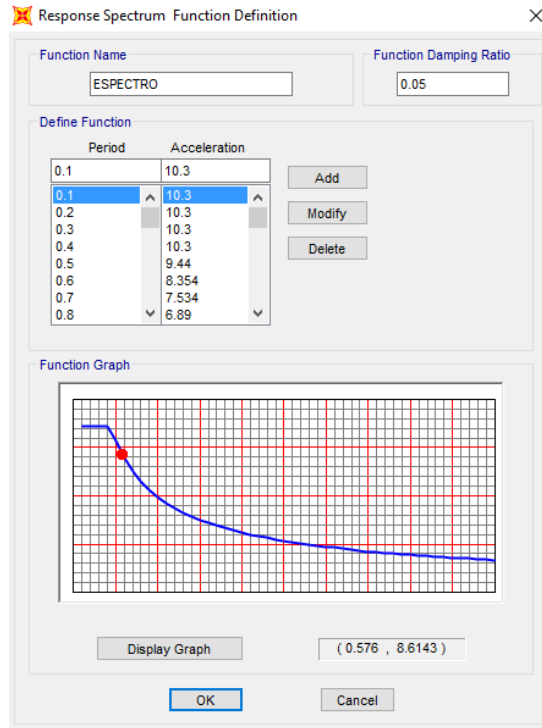 Response Spectrum Function Definition
Function Name
Function Damping Ratio
ESPECTRO
0.05
Define Function
Period Acceleration
0.1 10.3
Add
0.1 10.3
0.2 10.3
Modify
0.3 10.3
0.4 10.3
Delete
0.5 9.44
0.6 8.354
0.7 7.534
0.8 6.89
Function Graph
Display Graph
( 0.576 , 8.6143 )
OK
Cancel